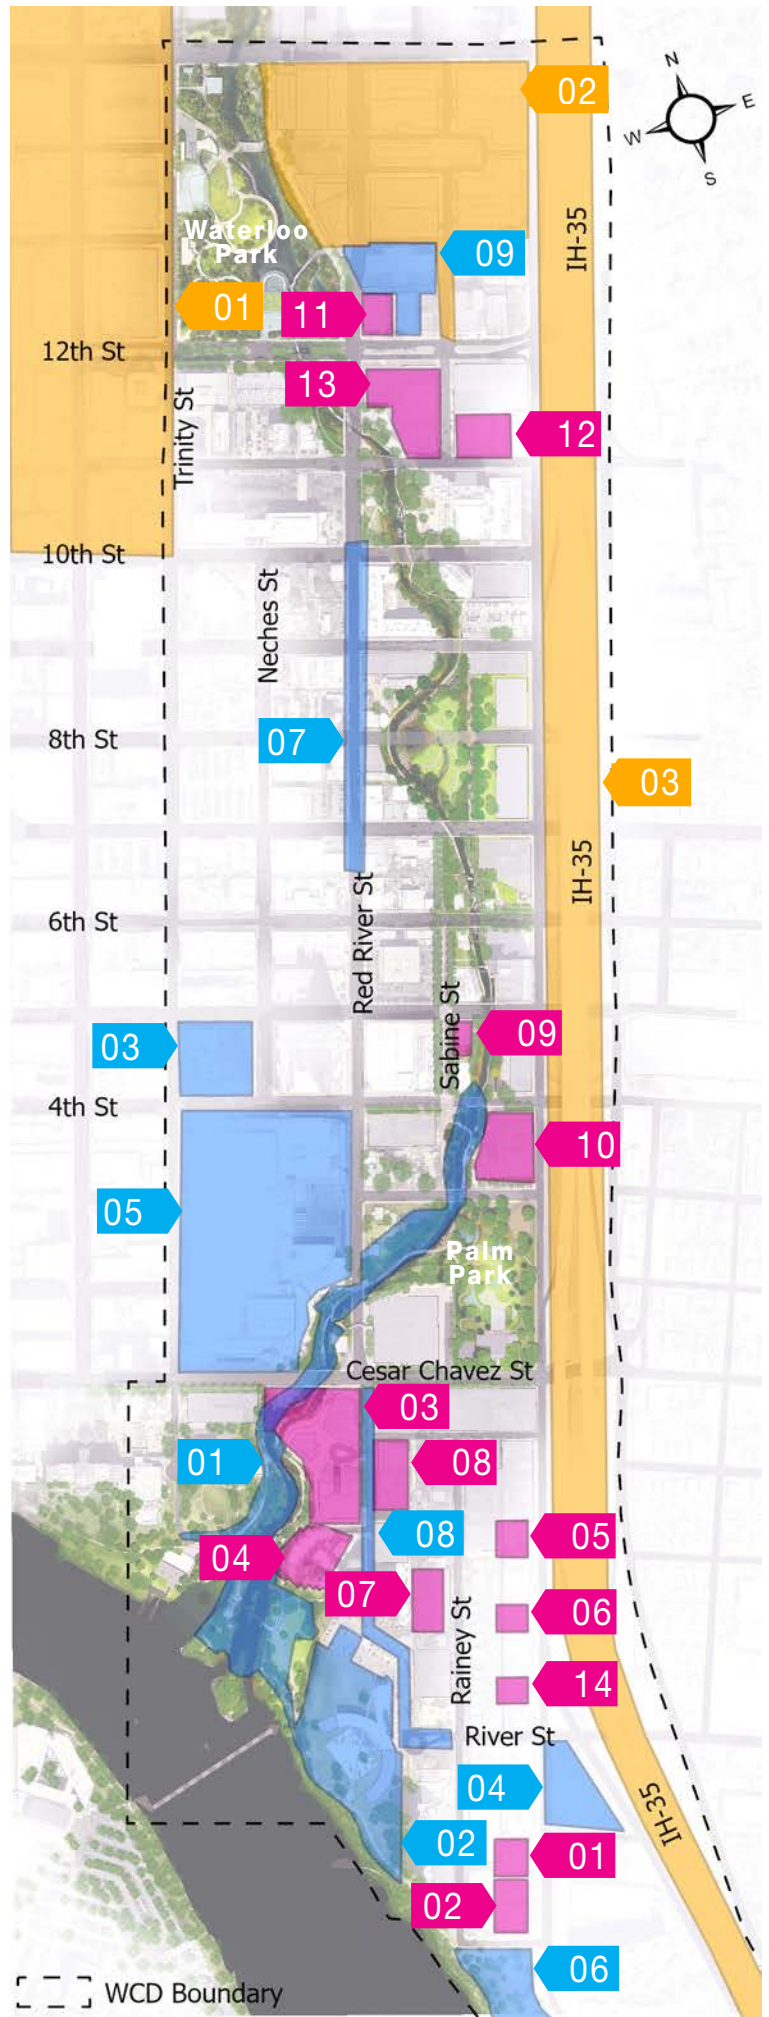 N
02
E
W
S
IH-35
Waterloo
Park
09
01
11
12th St
13
Trinity St
12
10th St
Neches St
8th St
07
03
IH-35
Red River St
6th St
Sabine St
09
03
4th St
10
05
Palm
Park
Cesar Chavez St
03
01
08
08
05
04
07
06
Rainey St
14
River St
04
IH-35
02
01
02
06
WCD Boundary